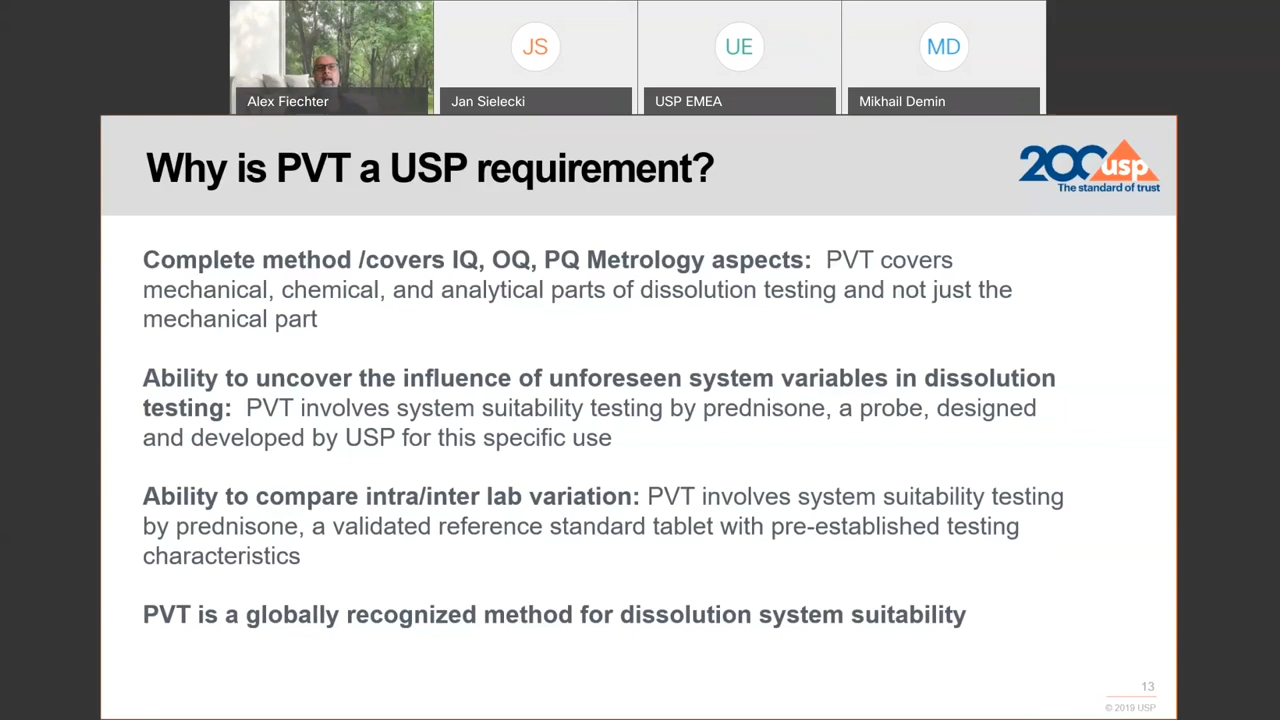 JS
UE
MD
Alex Fiechter
Jan Sielecki
USP EMEA
Mikhail Demin
Why is PVT a USP requirement?
200 usp
The standard of trust
Complete method /covers IQ, OQ, PQ Metrology aspects: PVT covers
mechanical, chemical, and analytical parts of dissolution testing and not just the
mechanical part
Ability to uncover the influence of unforeseen system variables in dissolution
testing: PVT involves system suitability testing by prednisone, a probe, designed
and developed by USP for this specific use
Ability to compare intra/inter lab variation: PVT involves system suitability testing
by prednisone, a validated reference standard tablet with pre-established testing
characteristics
PVT is a globally recognized method for dissolution system suitability
13
© 2019 USP